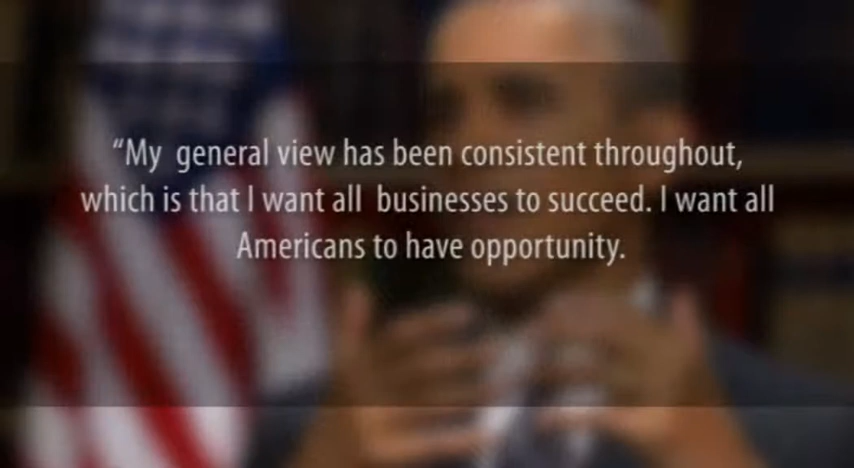 “My general view has been consistent throughout,
which is that I want all businesses to succeed. I want all
Americans to have opportunity.